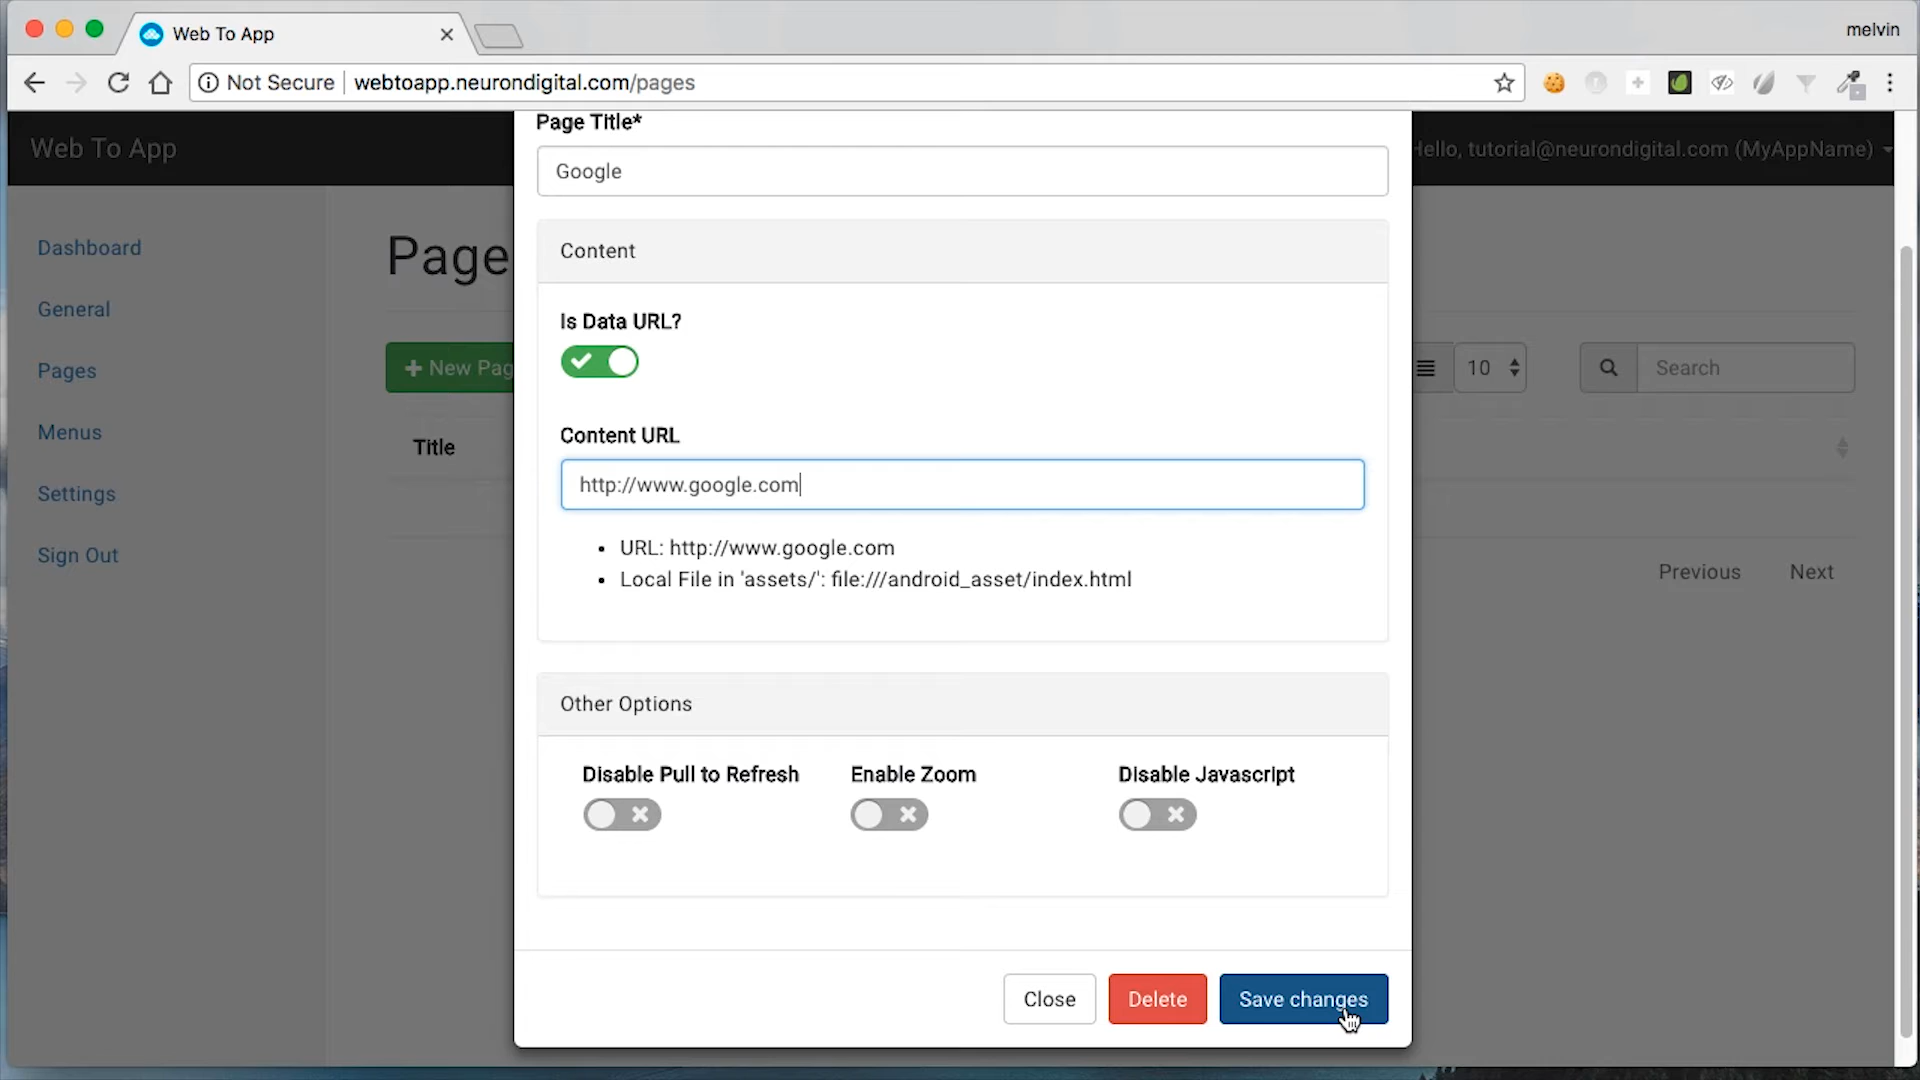 Web To App
melvin
Not Secure
webtoapp.neurondigital.com/pages
Web To App
Hello, tutorial@neurondigital.com (MyAppName)
Dashboard
General
Pages
Menus
Settings
Sign Out
Page
+ New Pag
10
Search
Title
Previous Next
Page Title*
Google
Content
Is Data URL?
Content URL
http://www.google.com
• URL: http://www.google.com
• Local File in 'assets/': file:///android_asset/index.html
Other Options
Disable Pull to Refresh Enable Zoom Disable Javascript
Close Delete Save changes